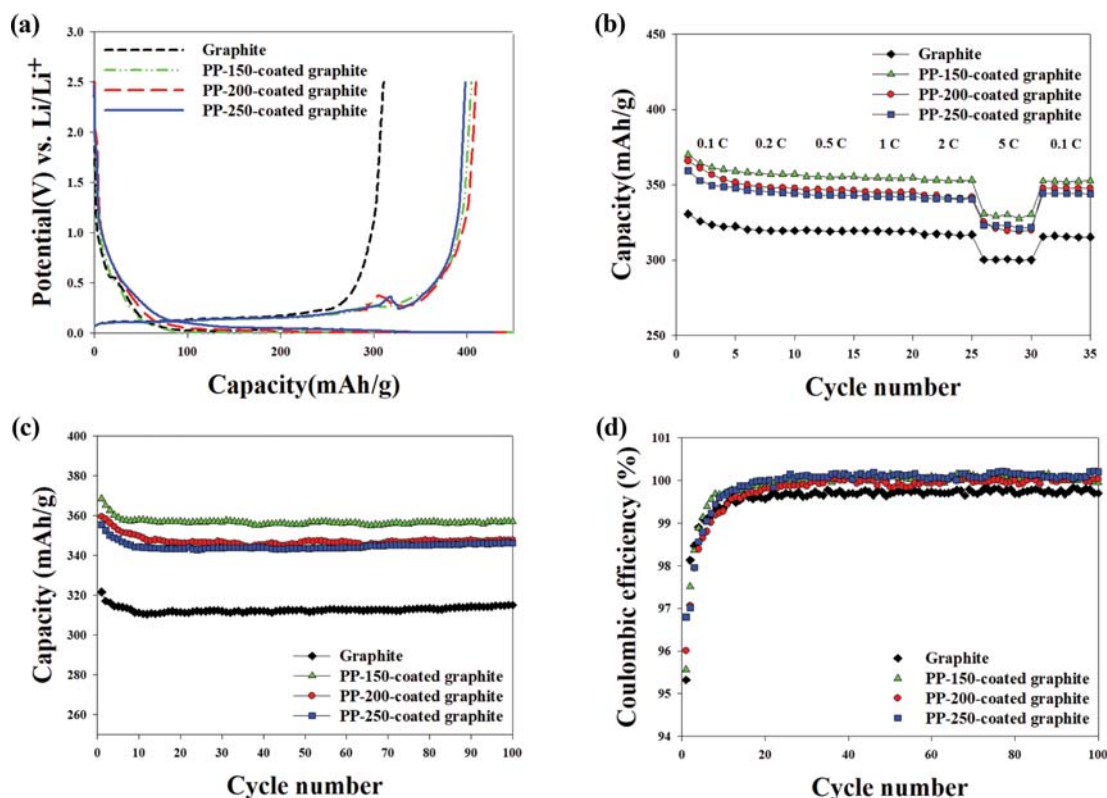 (a)
3.0
2.5
2.0
1.5
1.0
0.5
0.0
Potential(V) vs. Li/Li+
Graphite
PP-150-coated graphite
PP-200-coated graphite
PP-250-coated graphite
0 100 200 300 400
Capacity(mAh/g)
(b)
450
400
350
300
250
Capacity(mAh/g)
Graphite
PP-150-coated graphite
PP-200-coated graphite
PP-250-coated graphite
0.1 C 0.2 C 0.5 C 1 C 2 C 5 C 0.1 C
0 5 10 15 20 25 30 35
Cycle number
(c)
400
380
360
340
320
300
280
260
Capacity (mAh/g)
Graphite
PP-150-coated graphite
PP-200-coated graphite
PP-250-coated graphite
0 10 20 30 40 50 60 70 80 90 100
Cycle number
(d)
101
100
99
98
97
96
95
94
Coulombic efficiency (%)
Graphite
PP-150-coated graphite
PP-200-coated graphite
PP-250-coated graphite
0 20 40 60 80 100
Cycle number